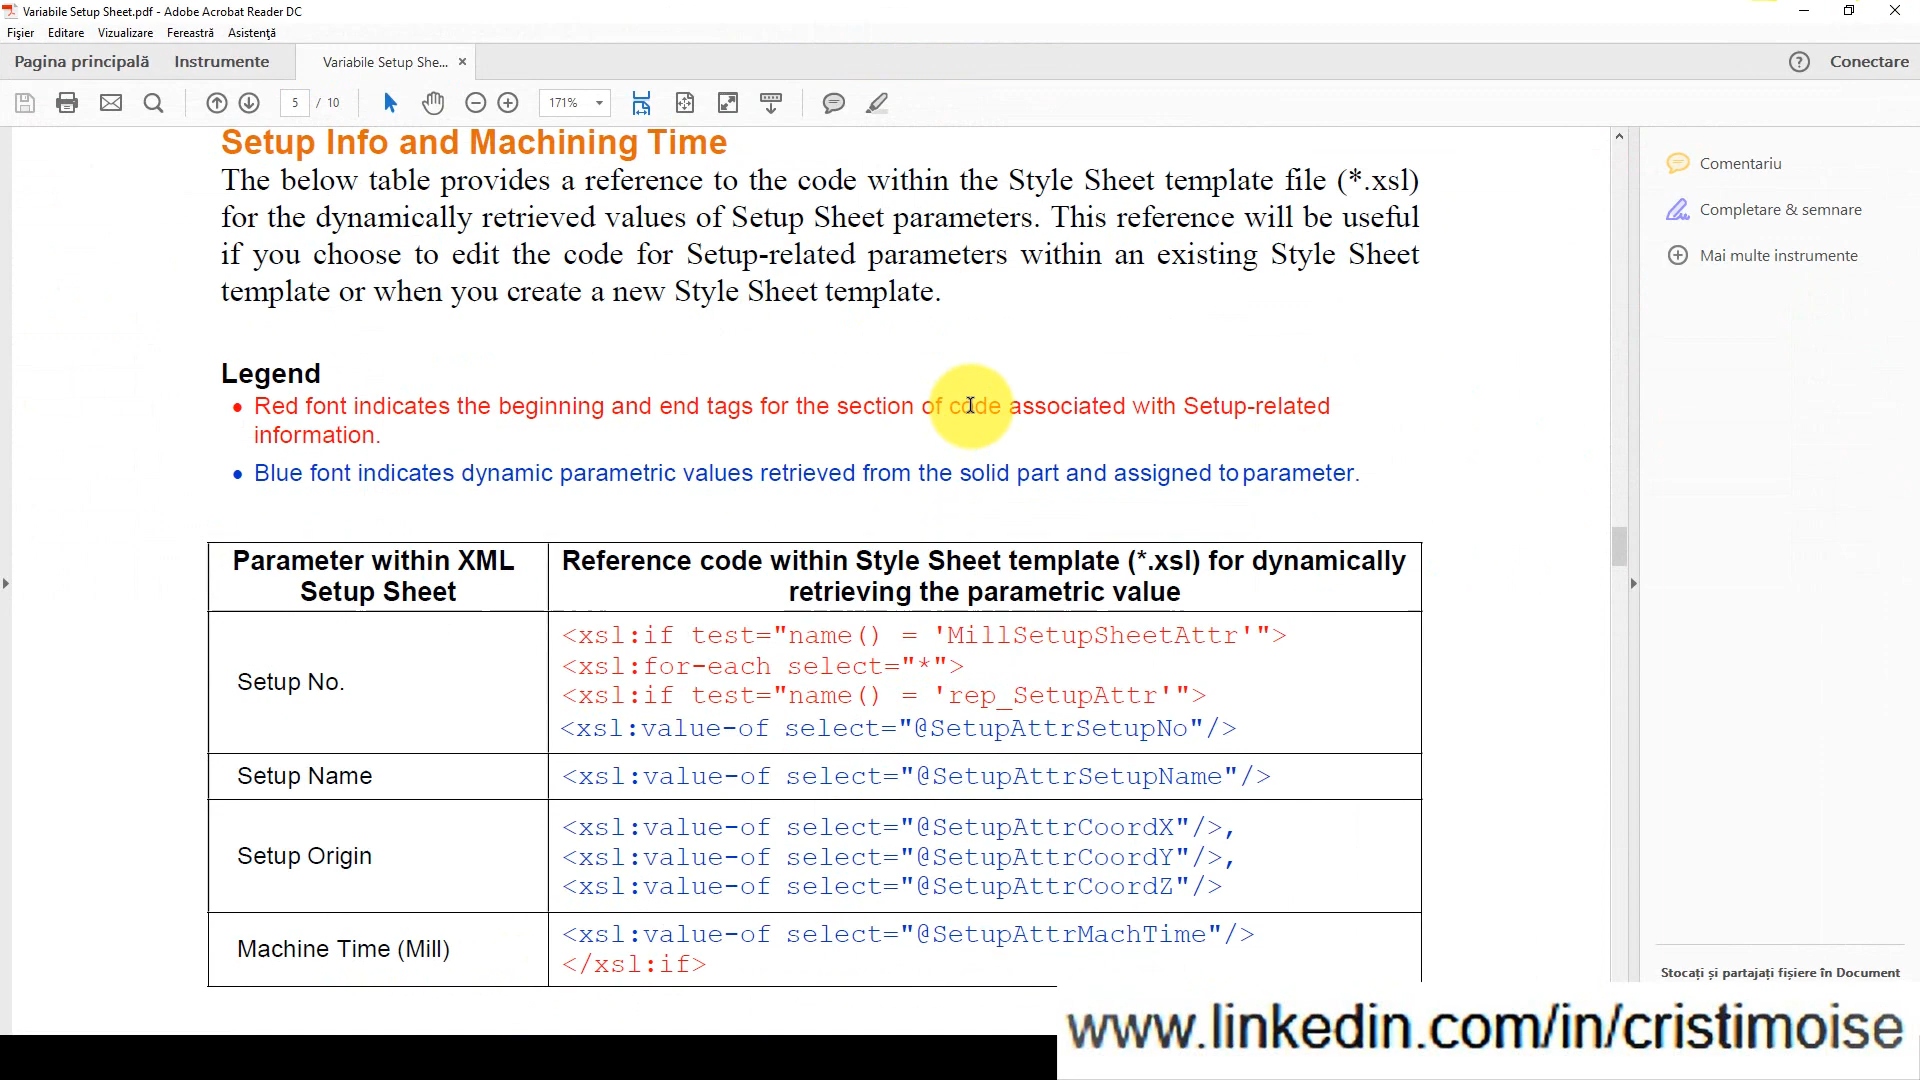 Variabile Setup Sheet.pdf - Adobe Acrobat Reader DC
Fișier Editare Vizualizare Fereastră Asistență
Pagina principală Instrumente Variabile Setup She... × Conectare
5 / 10 171%
Setup Info and Machining Time
The below table provides a reference to the code within the Style Sheet template file (*.xsl)
for the dynamically retrieved values of Setup Sheet parameters. This reference will be useful
if you choose to edit the code for Setup-related parameters within an existing Style Sheet
template or when you create a new Style Sheet template.
Legend
• Red font indicates the beginning and end tags for the section of code associated with Setup-related
information.
• Blue font indicates dynamic parametric values retrieved from the solid part and assigned to parameter.
Parameter within XML
Setup Sheet
Reference code within Style Sheet template (*.xsl) for dynamically
retrieving the parametric value
Setup No.
<xsl:if test="name() = 'MillSetupSheetAttr'">
<xsl:for-each select="*">
<xsl:if test="name() = 'rep_SetupAttr'">
<xsl:value-of select="@SetupAttrSetupNo"/>
Setup Name
<xsl:value-of select="@SetupAttrSetupName"/>
Setup Origin
<xsl:value-of select="@SetupAttrCoordX"/>,
<xsl:value-of select="@SetupAttrCoordY"/>,
<xsl:value-of select="@SetupAttrCoordZ"/>
Machine Time (Mill)
<xsl:value-of select="@SetupAttrMachTime"/>
</xsl:if>
Comentariu
Completare & semnare
Mai multe instrumente
Stocați și partajați fișiere în Document
www.linkedin.com/in/cristimoise